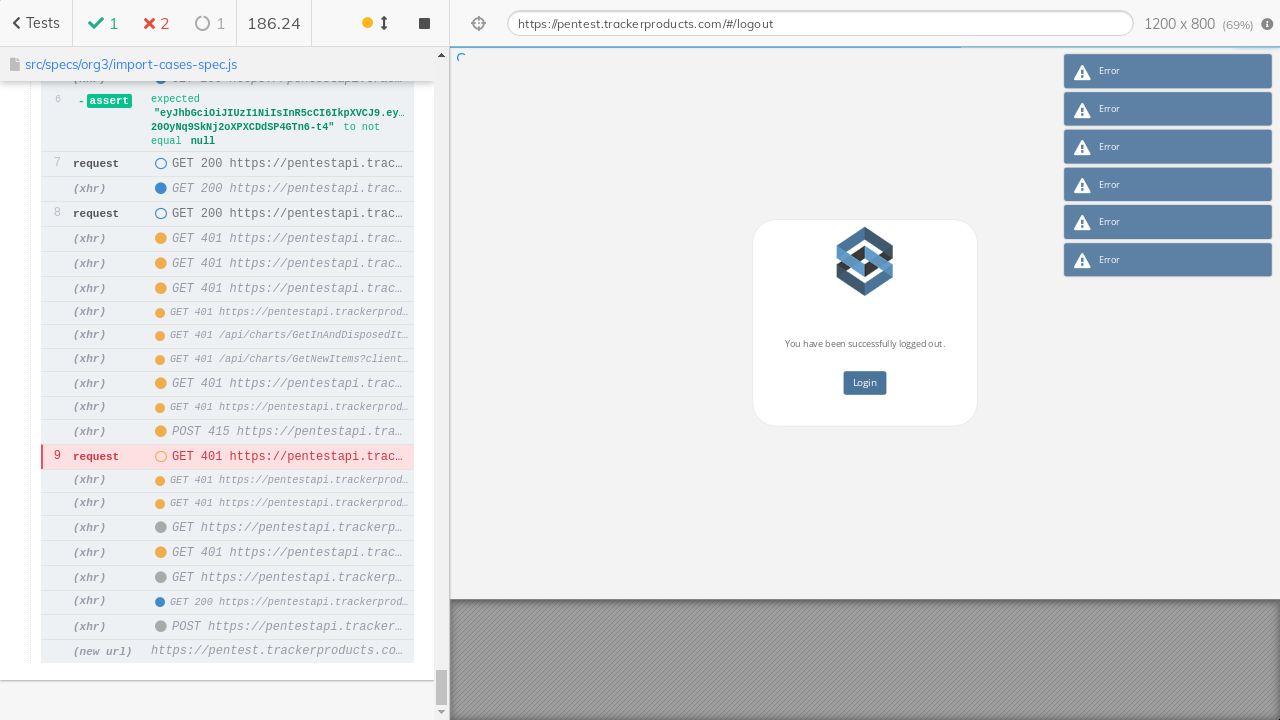 Tests
1
2
1
186.24
https://pentest.trackerproducts.com/#/logout
1200 x 800 (69%)
src/specs/org3/import-cases-spec.js
6 -assert expected
"eyJhbGciOiJIUzI1NiIsInR5cCI6IkpXVCJ9.ey…
20OyNq9SkNj2oXPXCDdSP4GTn6-t4" to not
equal null
7 request GET 200 https://pentestapi.trac…
(xhr) GET 200 https://pentestapi.trac…
8 request GET 200 https://pentestapi.trac…
(xhr) GET 401 https://pentestapi.trac…
(xhr) GET 401 https://pentestapi.trac…
(xhr) GET 401 https://pentestapi.trac…
(xhr) GET 401 https://pentestapi.trackerprod…
(xhr) GET 401 /api/charts/GetInAndDisposedIt…
(xhr) GET 401 /api/charts/GetNewItems?client…
(xhr) GET 401 https://pentestapi.trac…
(xhr) GET 401 https://pentestapi.trackerprod…
(xhr) POST 415 https://pentestapi.tra…
9 request GET 401 https://pentestapi.trac…
(xhr) GET 401 https://pentestapi.trackerprod…
(xhr) GET 401 https://pentestapi.trackerprod…
(xhr) GET https://pentestapi.trackerp…
(xhr) GET 401 https://pentestapi.trac…
(xhr) GET https://pentestapi.trackerp…
(xhr) GET 200 https://pentestapi.trackerprod…
(xhr) POST https://pentestapi.tracker…
(new url) https://pentest.trackerproducts.co…
Error
Error
Error
Error
Error
Error
You have been successfully logged out.
Login